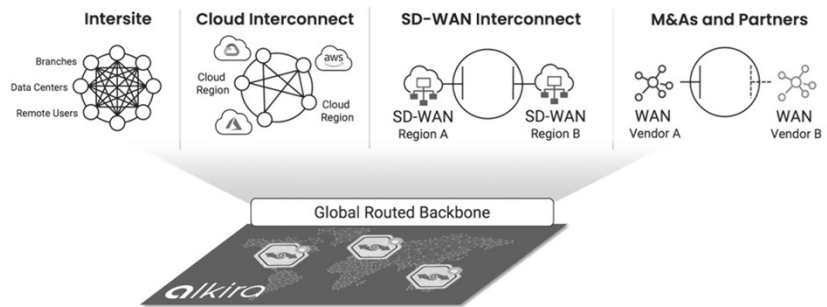 Intersite
Branches
Data Centers
Remote Users
Cloud Interconnect
aws
Cloud
Region
Cloud
Region
SD-WAN Interconnect
SD-WAN
Region A
SD-WAN
Region B
M&As and Partners
WAN
Vendor A
WAN
Vendor B
Global Routed Backbone
alkira